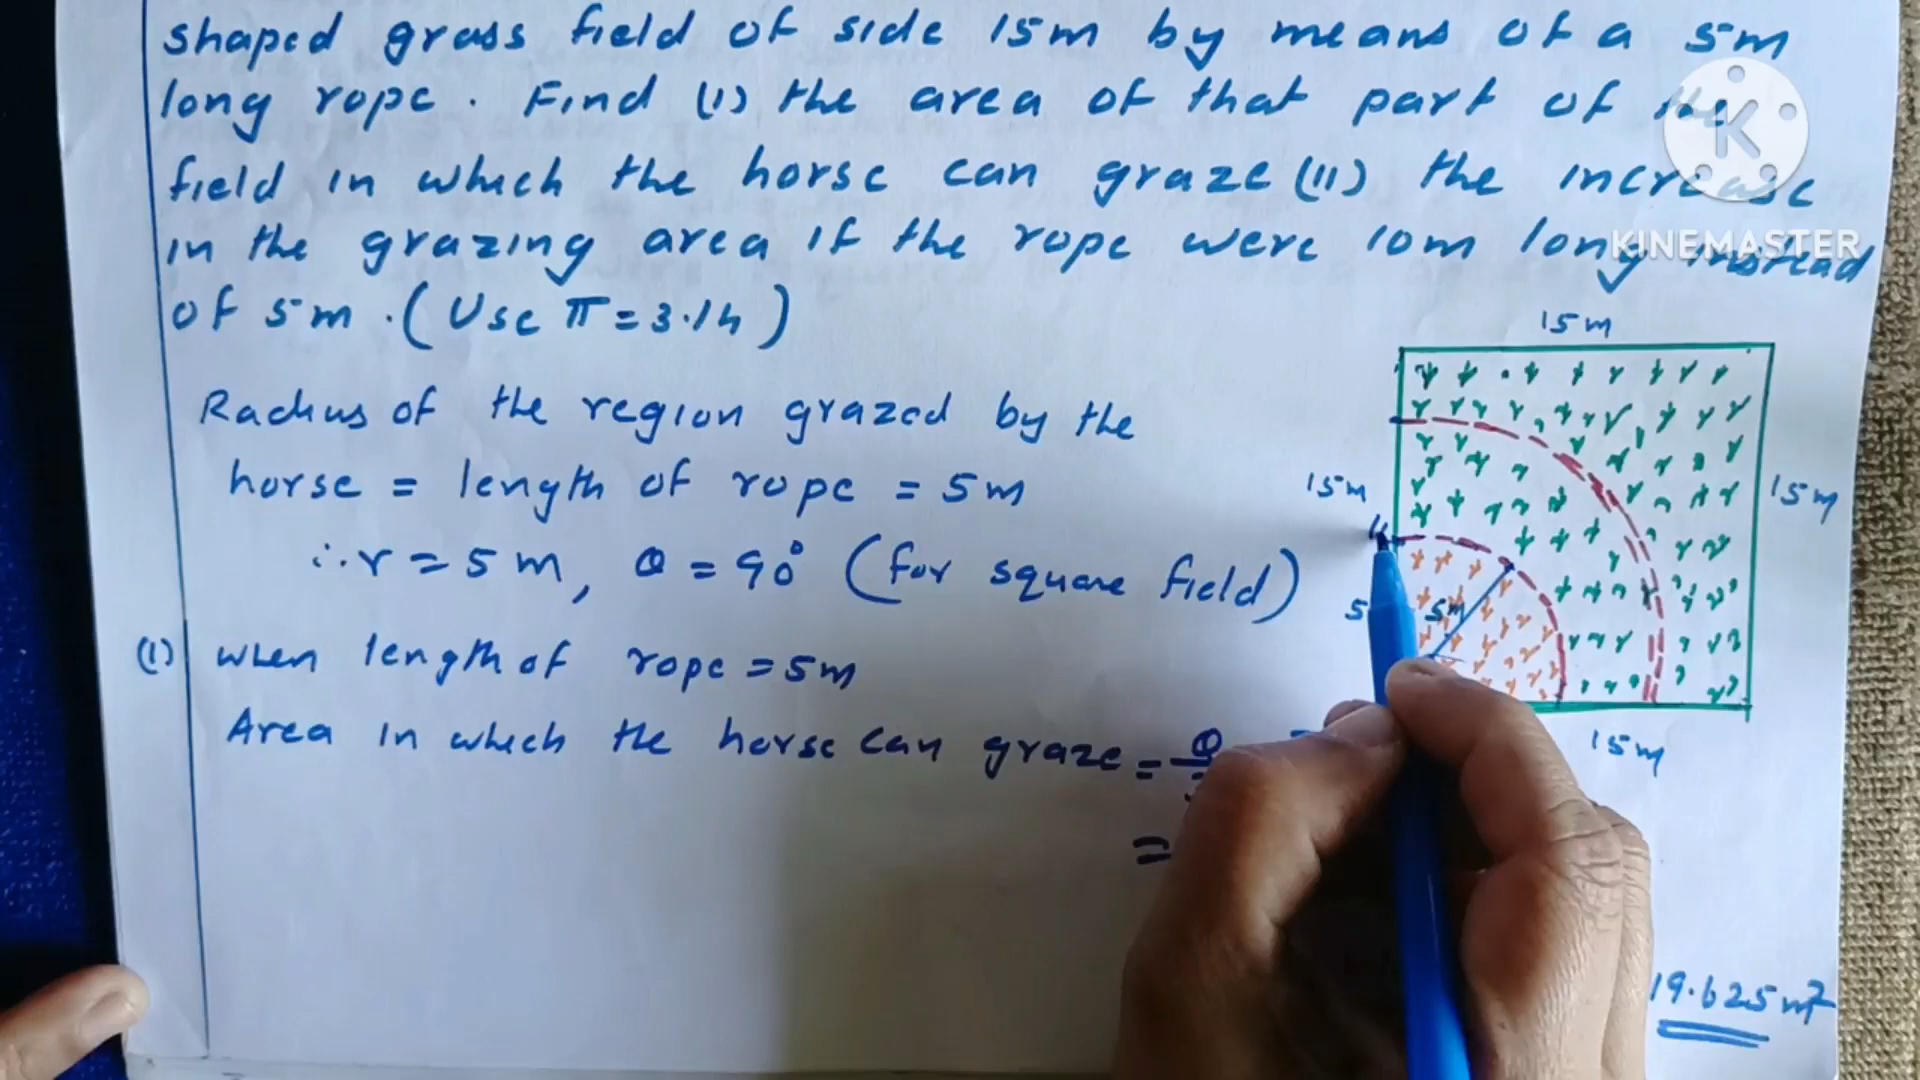 shaped grass field of side 15m by means of a 5m
long rope. Find (i) the area of that part of the
field in which the horse can graze (ii) the increase
in the grazing area if the rope were 10m long instead
of 5m. (Use π = 3.14)
Radius of the region grazed by the
horse = length of rope = 5m
∴ r = 5m, θ = 90° (for square field)
(i) when length of rope = 5m
Area in which the horse can graze = θ
=
15m
15m
15m
5
5m
15m
19.625m²
K
KINEMASTER